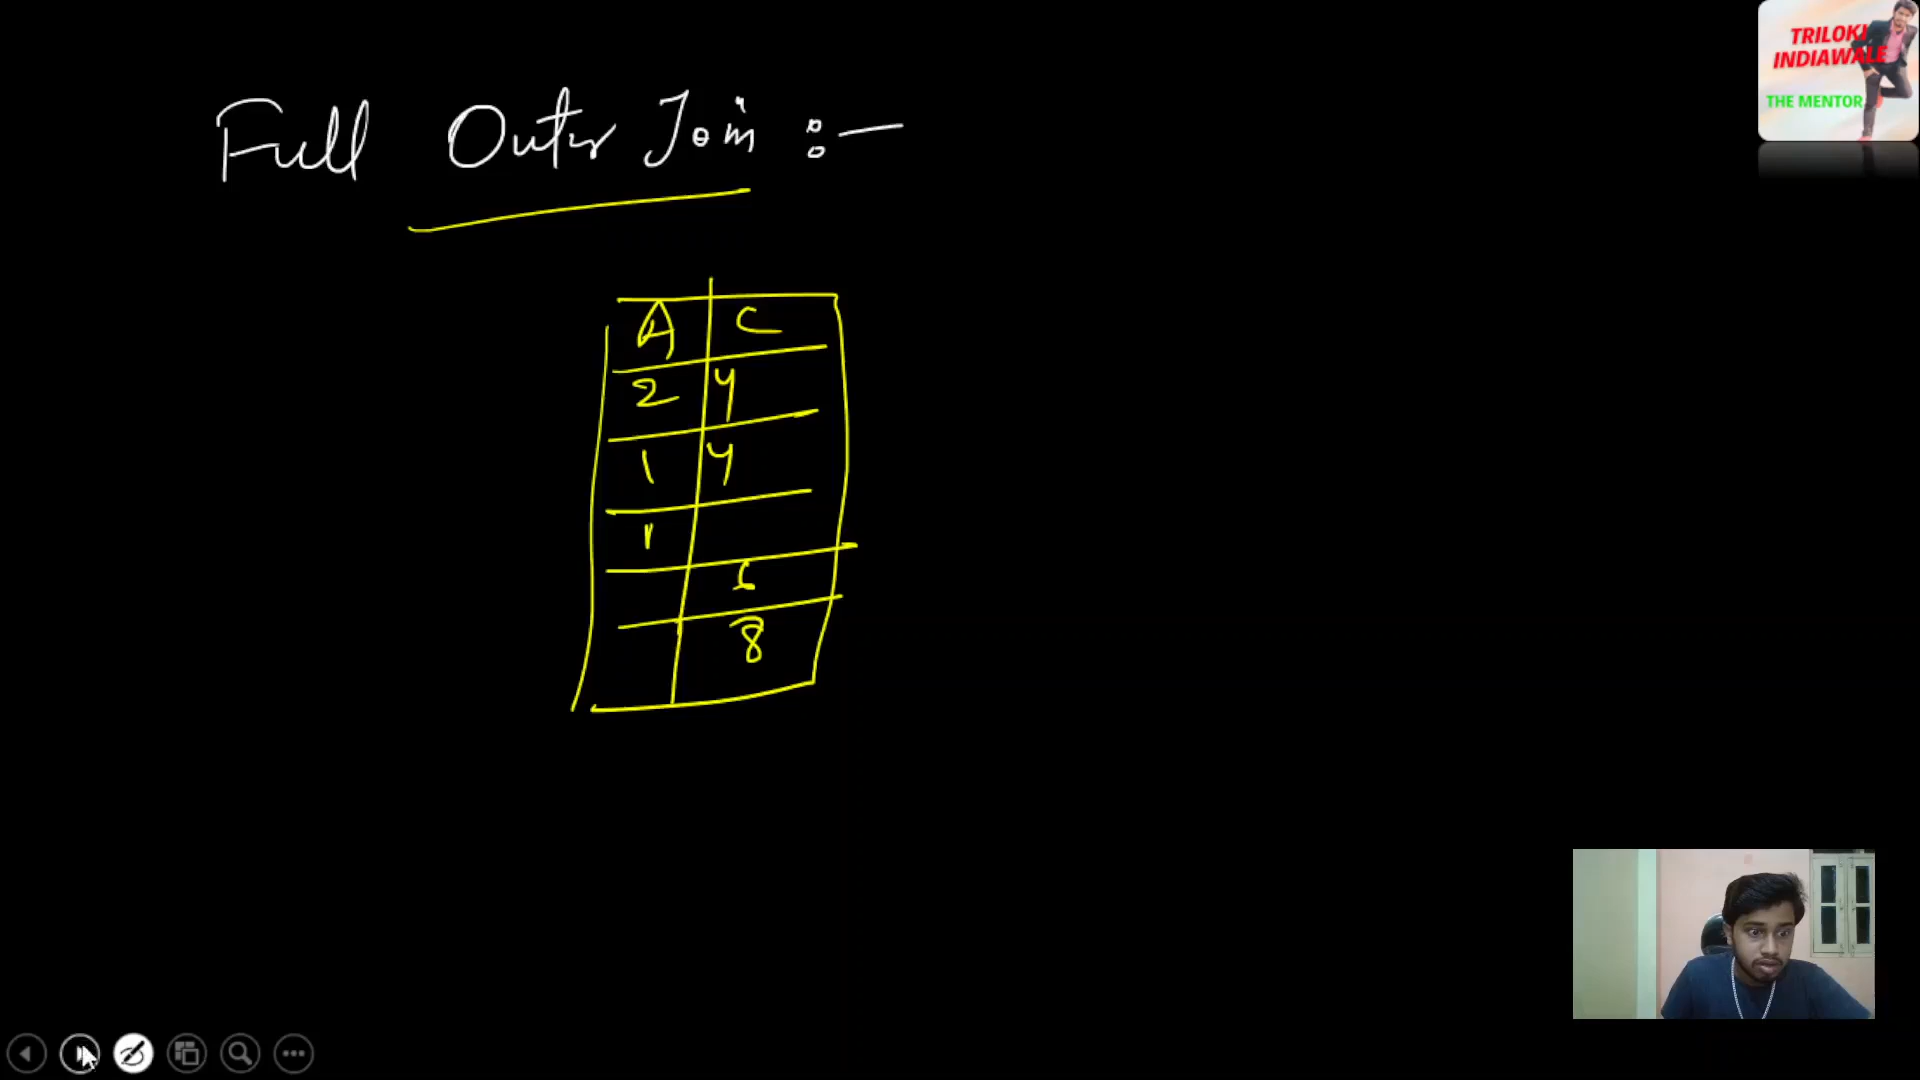 TRILOKI
INDIAWALE
THE MENTOR
Full Outer Join :-
A C
2 4
1 4
1
6
8